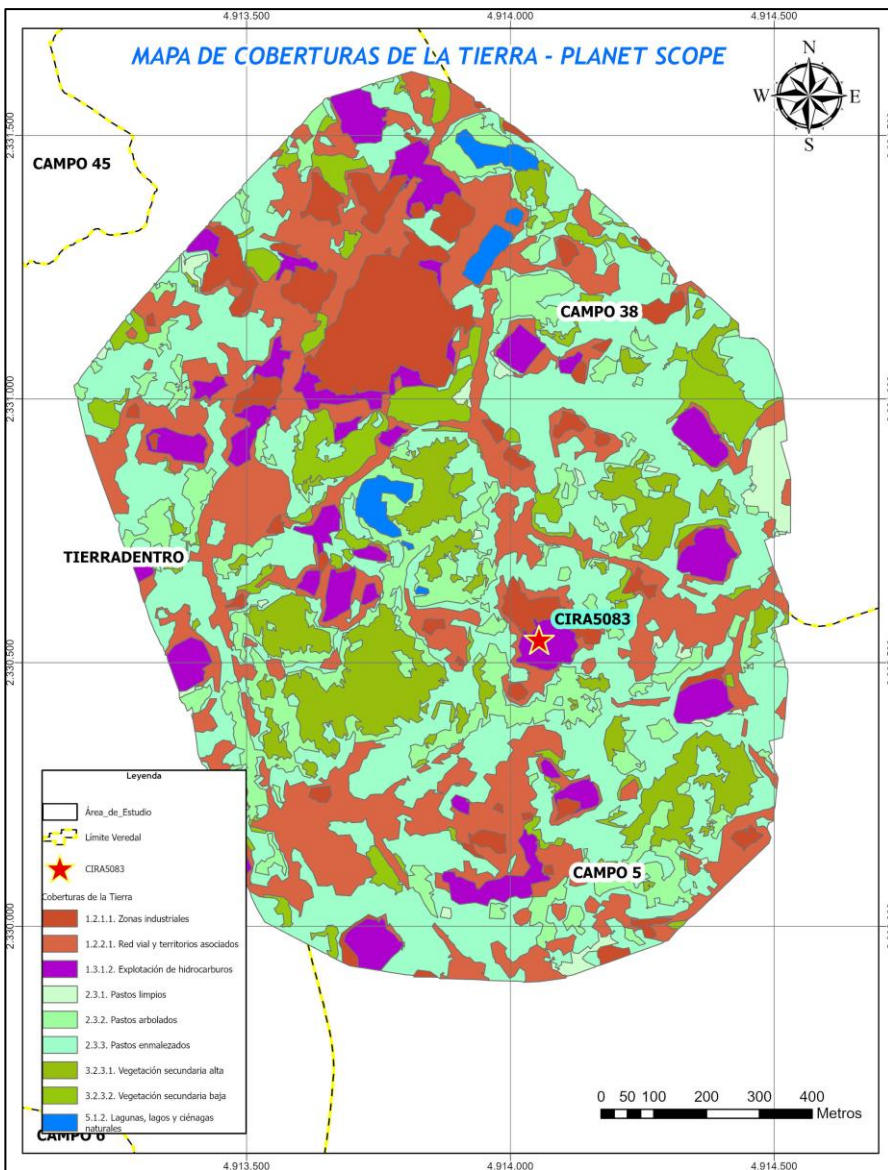 4.913.500
4.914.000
4.914.500
MAPA DE COBERTURAS DE LA TIERRA - PLANET SCOPE
N
W
E
S
2.331.500
CAMPO 45
CAMPO 38
2.331.000
TIERRADENTRO
CIRA5083
2.330.500
Leyenda
Área_de_Estudio
Límite Veredal
CIRA5083
Coberturas de la Tierra
1.2.1.1. Zonas industriales
1.2.2.1. Red vial y territorios asociados
1.3.1.2. Explotación de hidrocarburos
2.3.1. Pastos limpios
2.3.2. Pastos arbolados
2.3.3. Pastos enmalezados
3.2.3.1. Vegetación secundaria alta
3.2.3.2. Vegetación secundaria baja
5.1.2. Lagunas, lagos y ciénagas
naturales
CAMPO 5
2.330.000
0 50 100 200 300 400
Metros
CAMPO 6
4.913.500
4.914.000
4.914.500